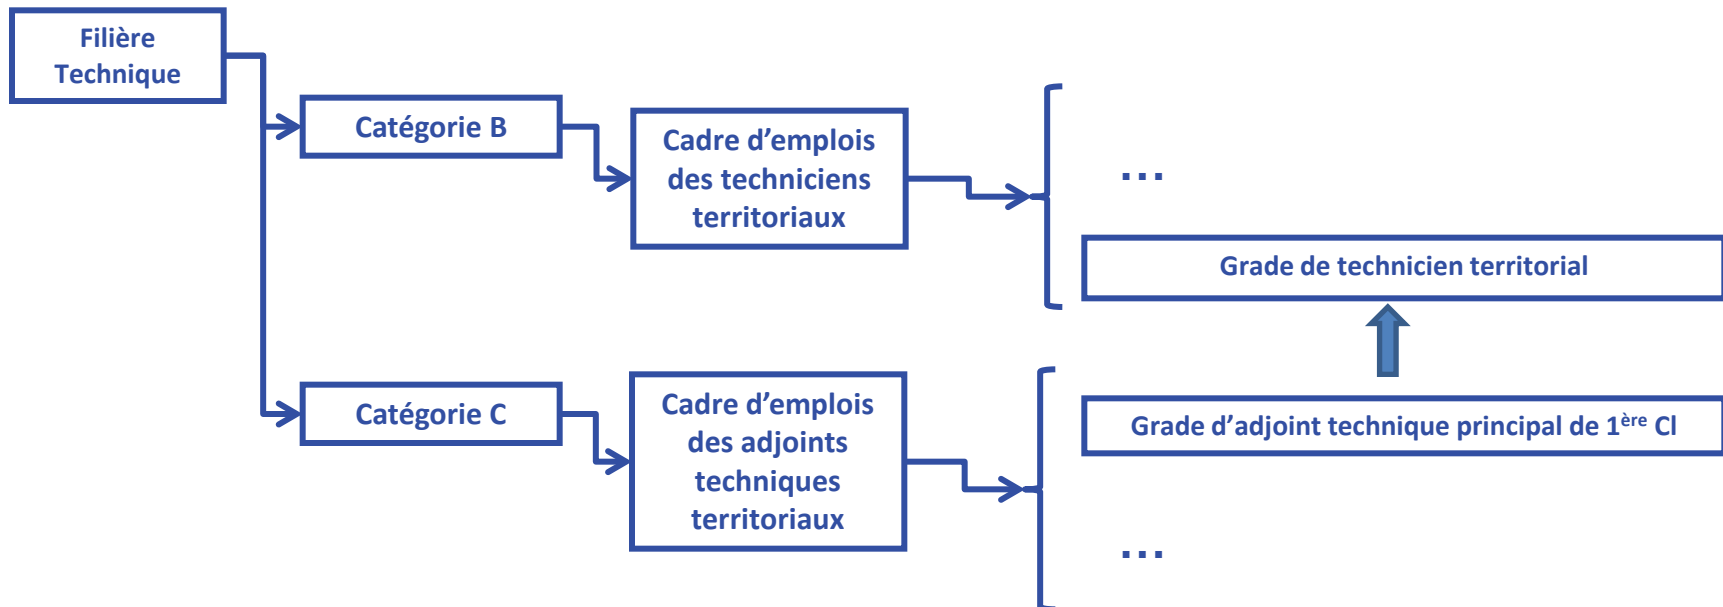 Filière
Technique
Catégorie B
Cadre d’emplois
des techniciens
territoriaux
...
Grade de technicien territorial
Catégorie C
Cadre d’emplois
des adjoints
techniques
territoriaux
Grade d’adjoint technique principal de 1ère Cl
...